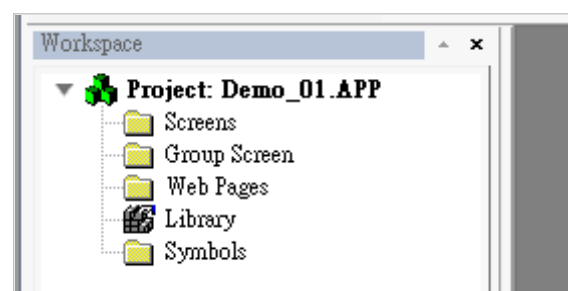 Workspace
Project: Demo_01.APP
Screens
Group Screen
Web Pages
Library
Symbols